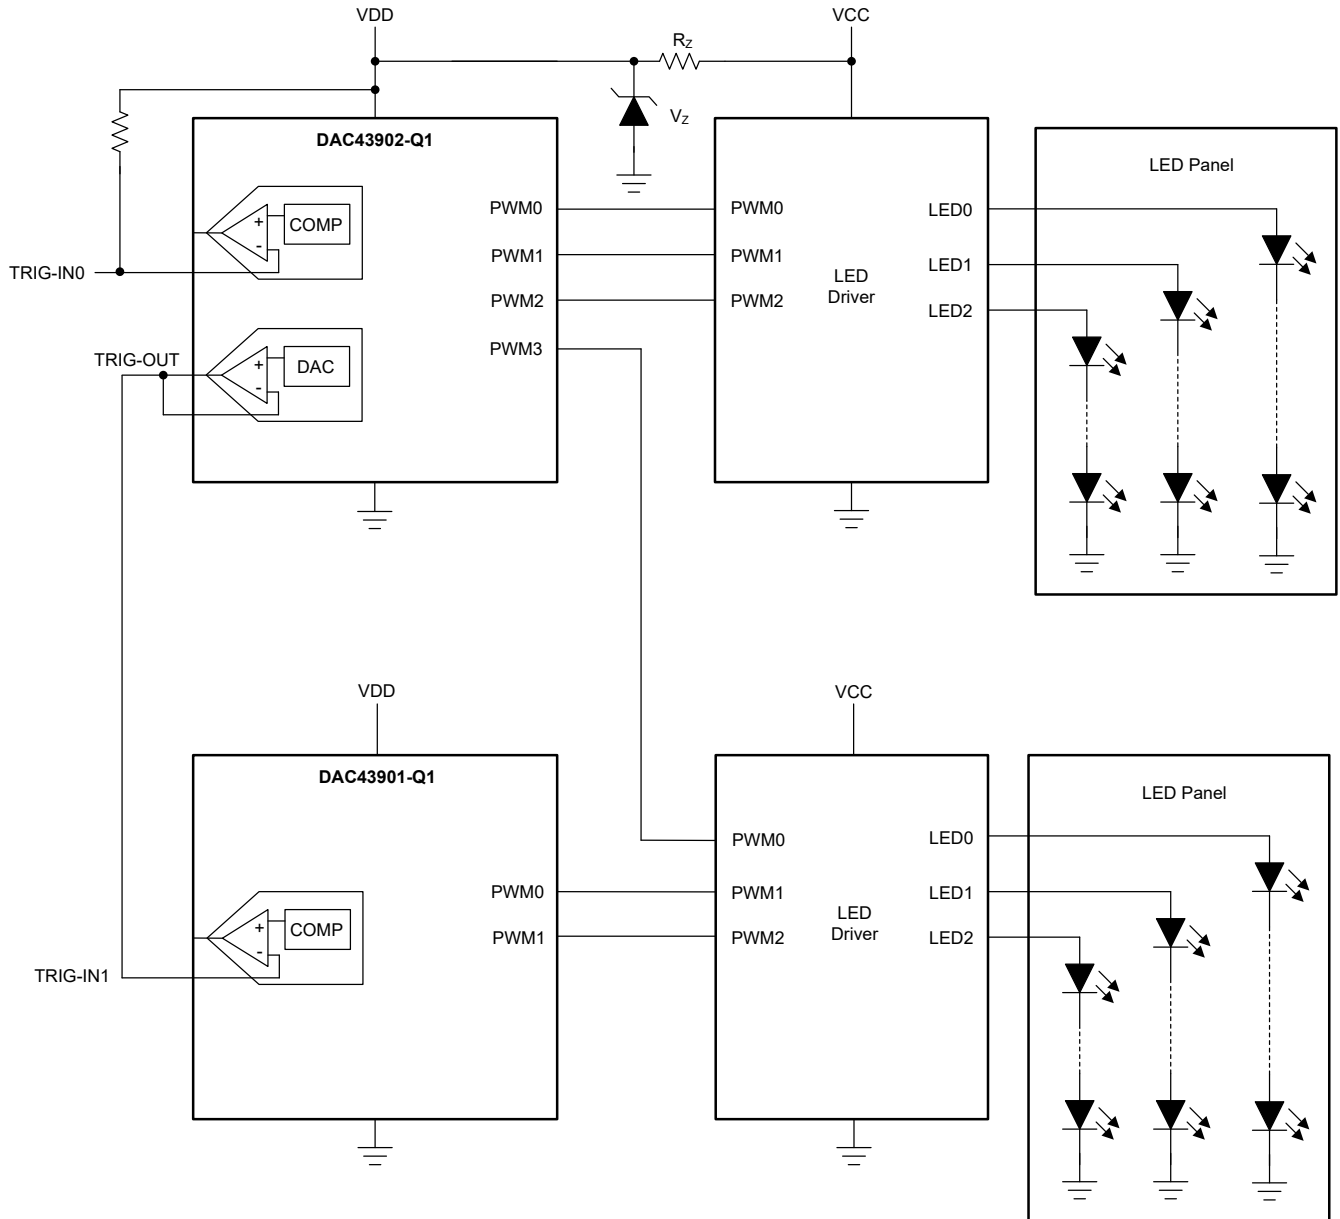 VDD
VCC
RZ
VZ
DAC43902-Q1
LED Panel
+
COMP
-
PWM0
PWM0
LED0
PWM1
PWM1
LED1
TRIG-IN0
LED
Driver
PWM2
PWM2
LED2
PWM3
TRIG-OUT
+
DAC
-
VDD
VCC
DAC43901-Q1
LED Panel
PWM0
LED0
PWM0
PWM1
LED1
+
COMP
-
LED
Driver
PWM1
PWM2
LED2
TRIG-IN1